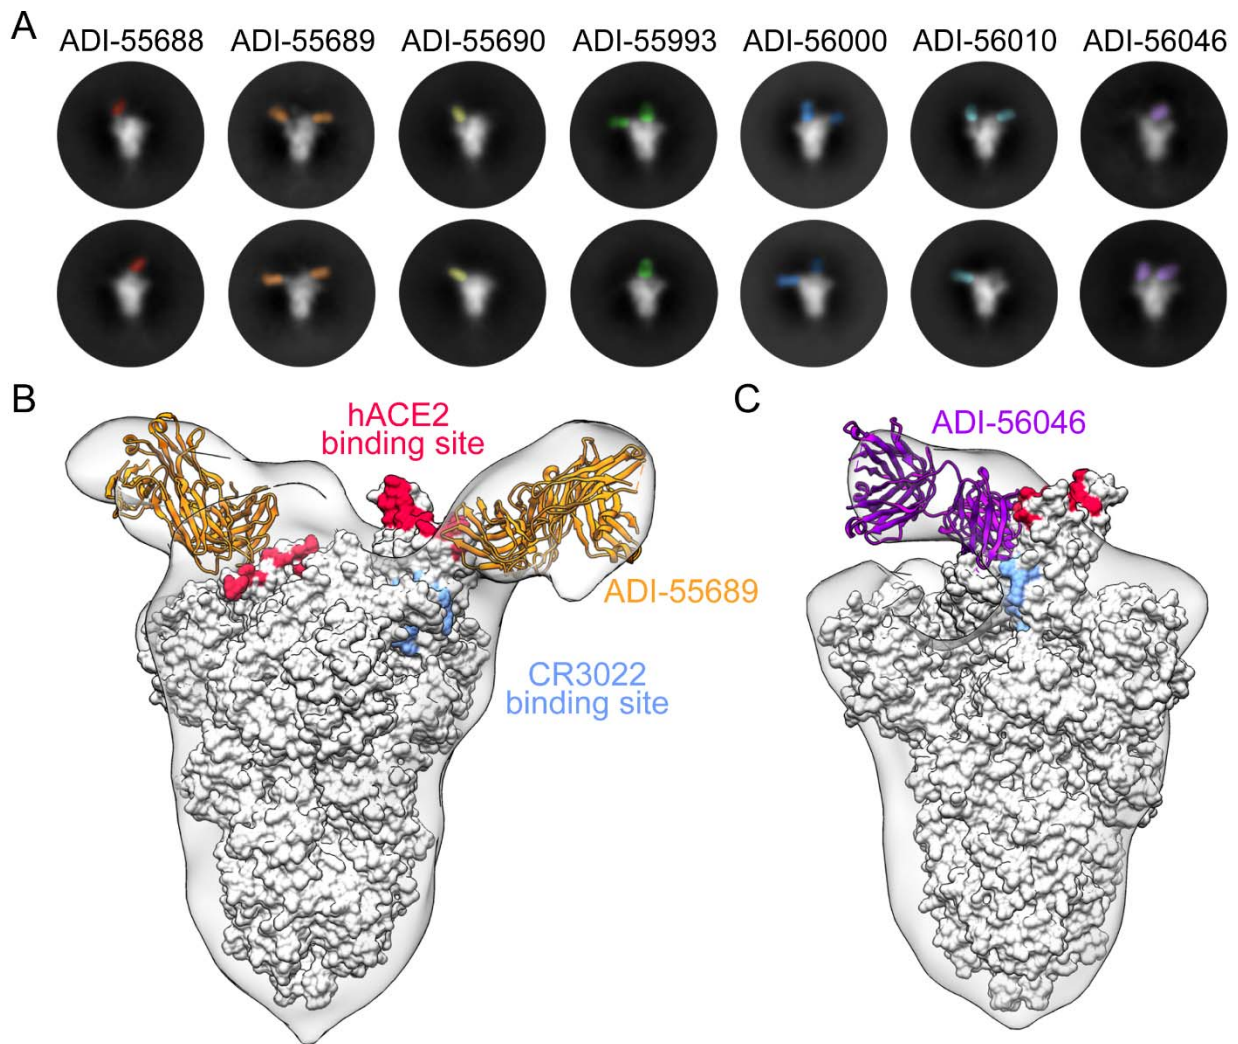 A
ADI-55688 ADI-55689 ADI-55690 ADI-55993 ADI-56000 ADI-56010 ADI-56046
B
hACE2
binding site
ADI-55689
CR3022
binding site
C
ADI-56046